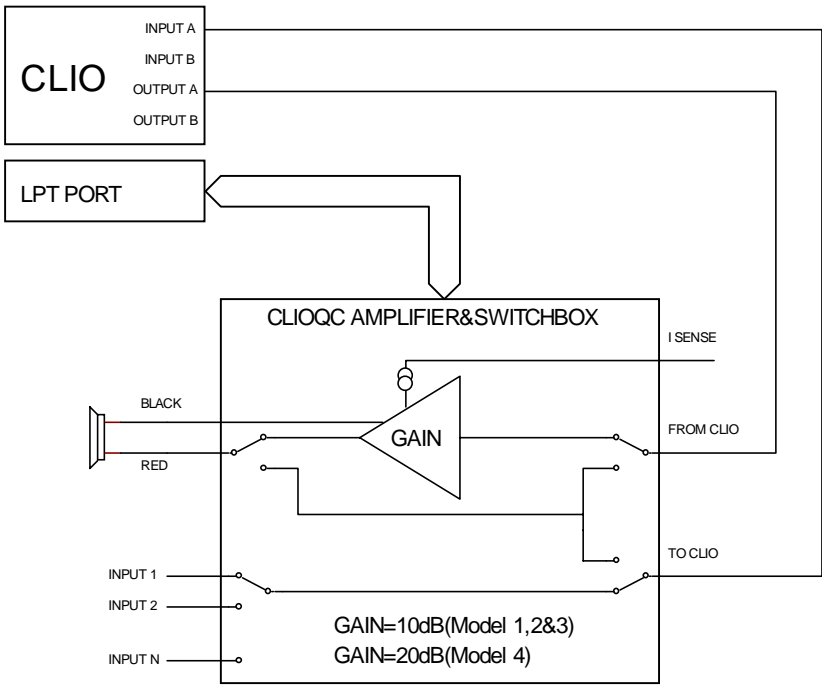 INPUT A
INPUT B
CLIO
OUTPUT A
OUTPUT B
LPT PORT
CLIOQC AMPLIFIER&SWITCHBOX
I SENSE
BLACK
GAIN
FROM CLIO
RED
TO CLIO
INPUT 1
INPUT 2
GAIN=10dB(Model 1,2&3)
GAIN=20dB(Model 4)
INPUT N